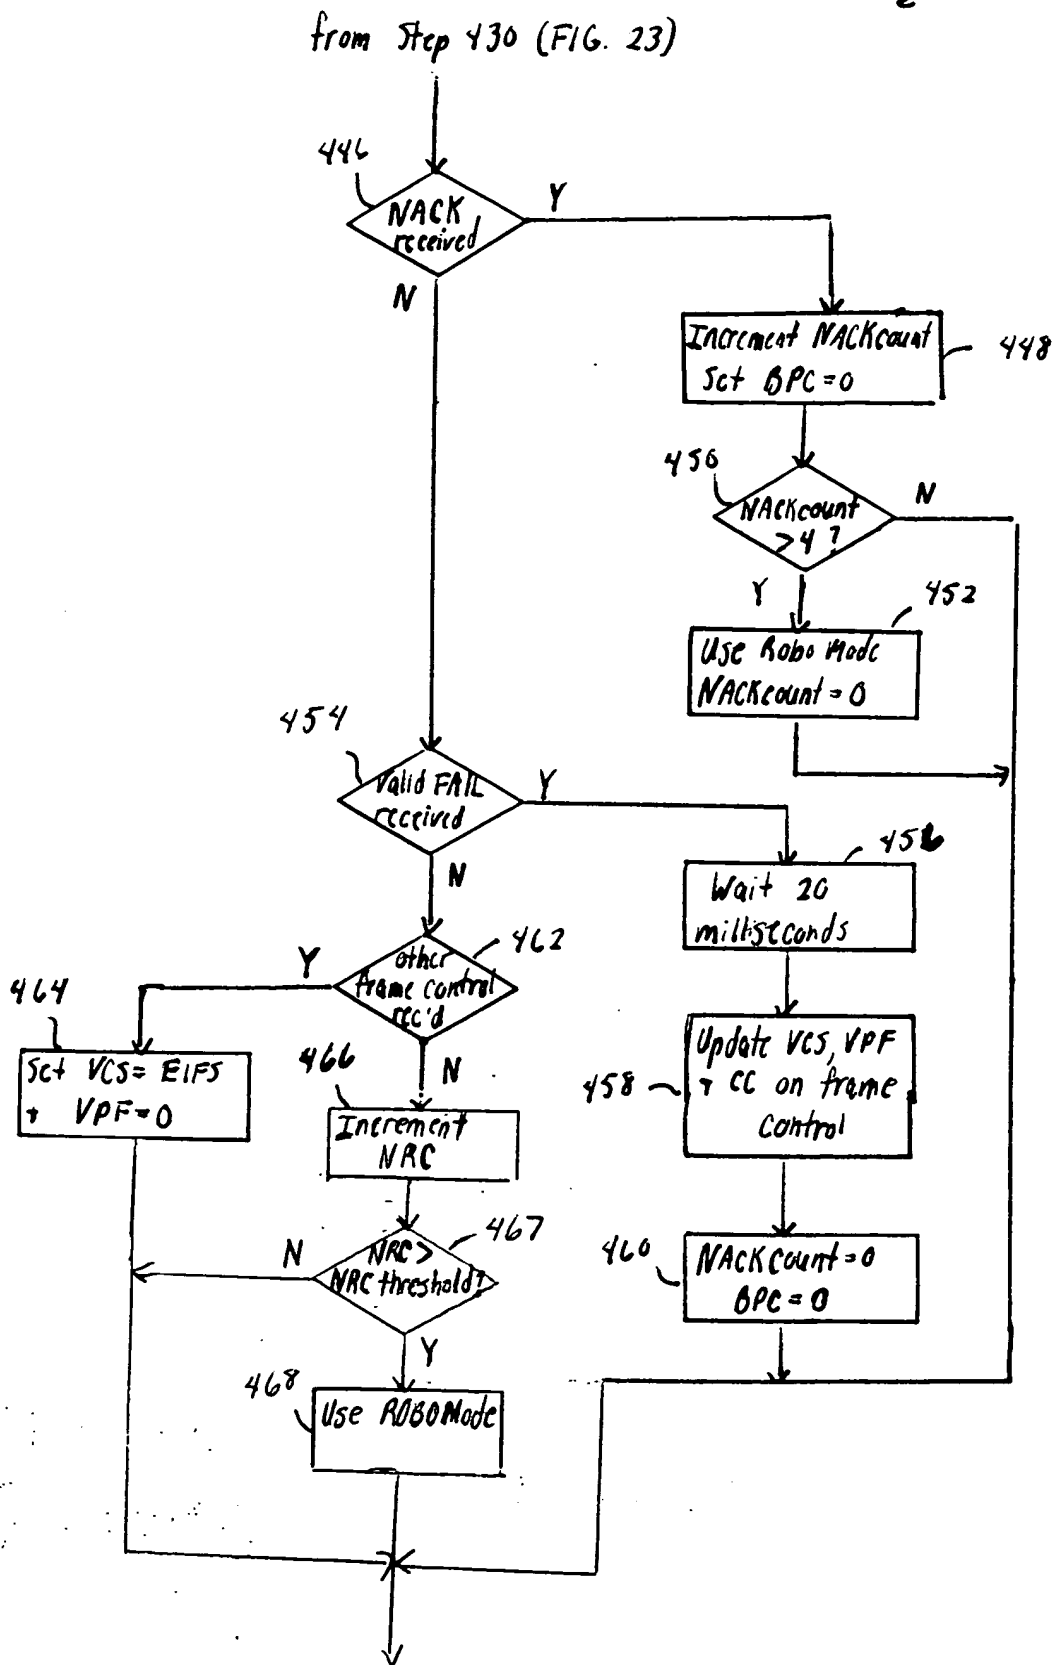 from Step 430 (FIG. 23)
446
NACK
received
Y
N
Increment NACKcount
Set BPC=0
448
450
NACKcount
>4?
N
Y
452
Use Robo Mode
NACKcount=0
454
Valid FAIL
received
Y
N
456
Wait 20
milliseconds
462
other
frame control
rec'd
Y
N
464
Set VCS=EIFS
+ VPF=0
458
Update VCS, VPF
+ CC on frame
control
466
Increment
NRC
467
NRC>
NRC threshold?
N
Y
460
NACKcount=0
BPC=0
468
Use ROBO Mode